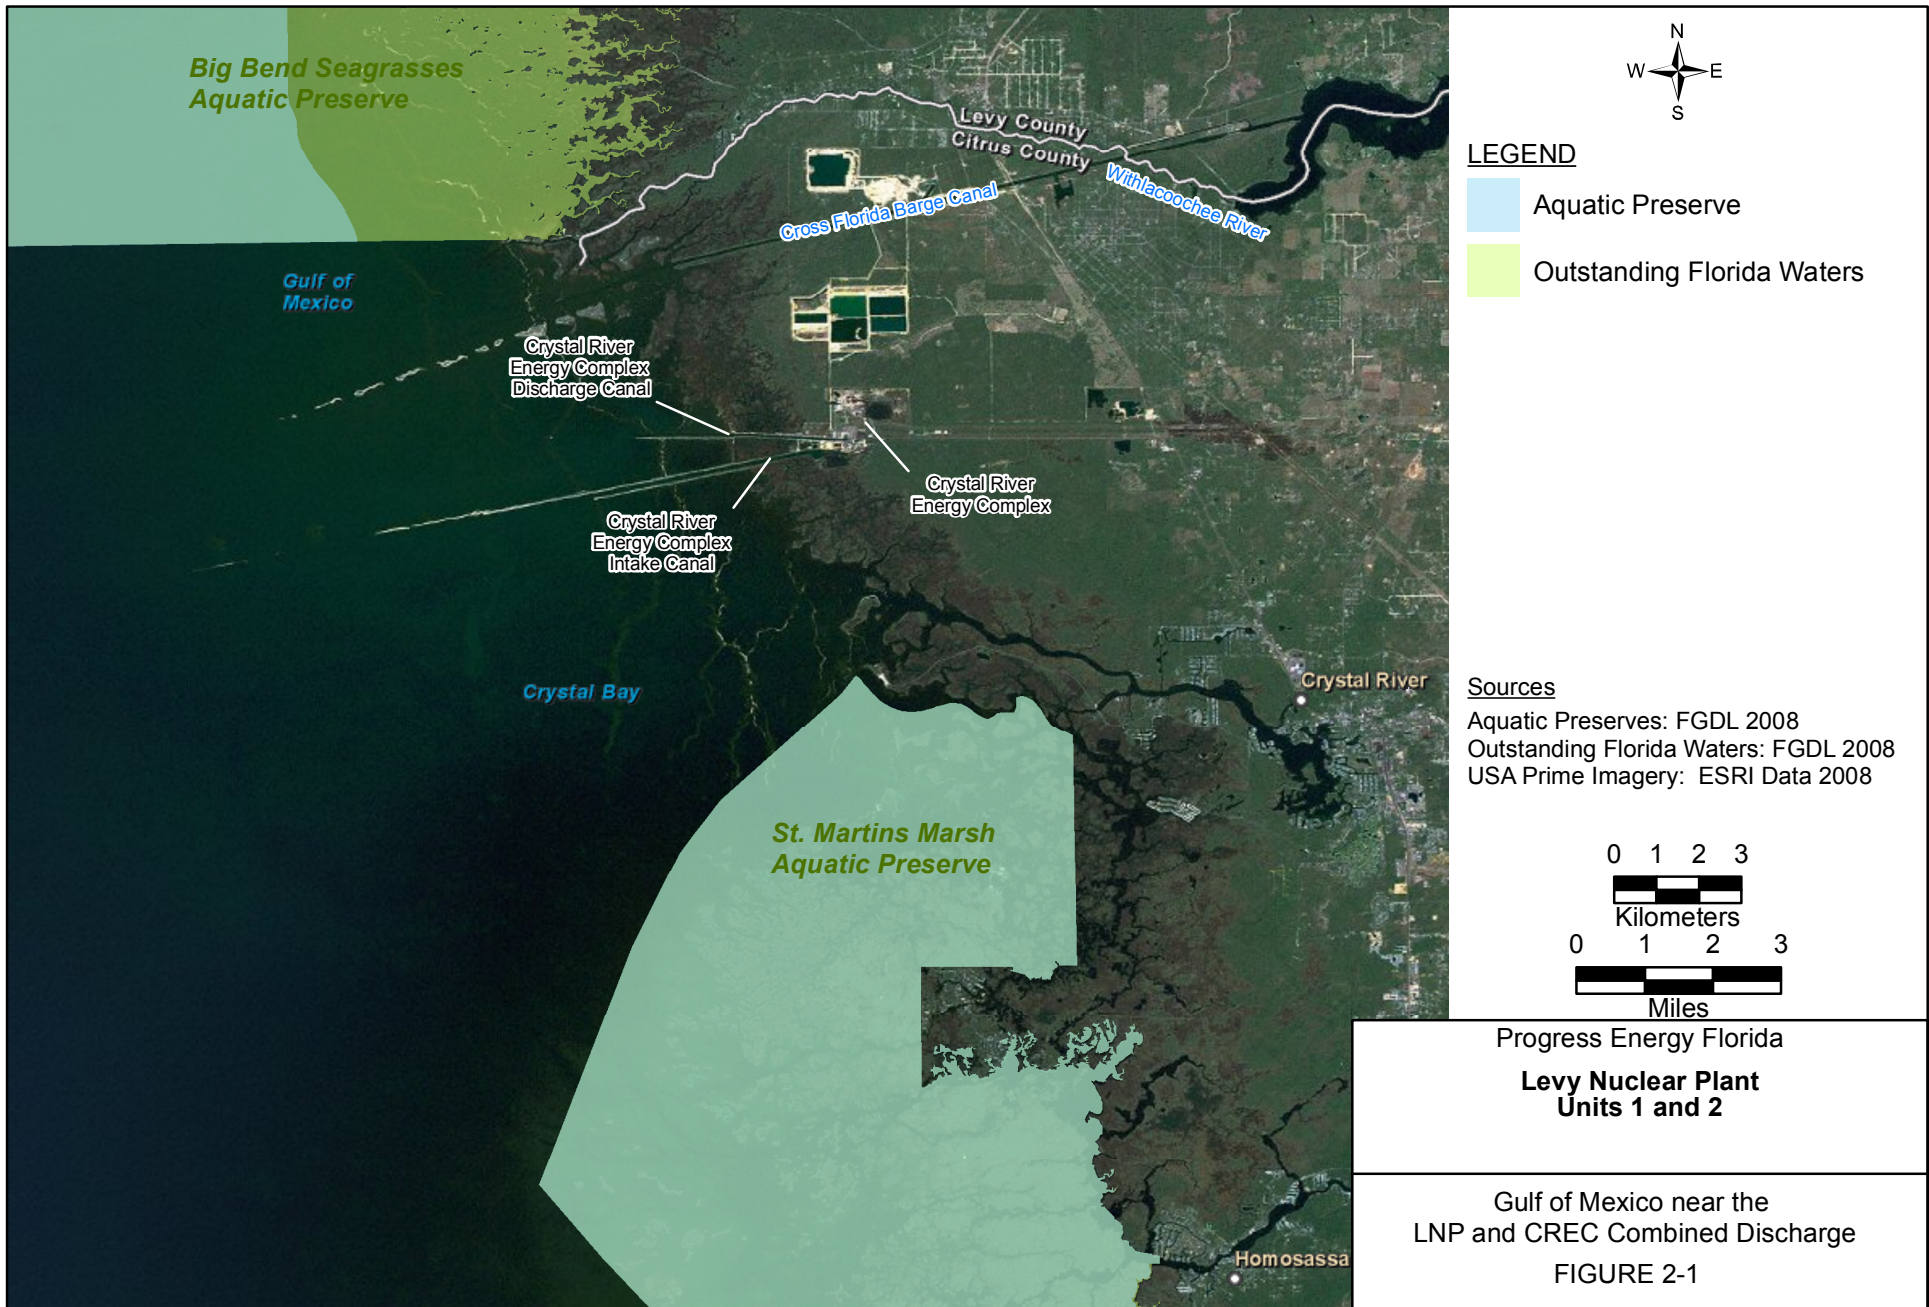 Big Bend Seagrasses
Aquatic Preserve
Levy County
Citrus County
Cross Florida Barge Canal
Withlacoochee River
Gulf of
Mexico
Crystal River
Energy Complex
Discharge Canal
Crystal River
Energy Complex
Crystal River
Energy Complex
Intake Canal
Crystal Bay
Crystal River
St. Martins Marsh
Aquatic Preserve
Homosassa
N
W E
S
LEGEND
Aquatic Preserve
Outstanding Florida Waters
Sources
Aquatic Preserves: FGDL 2008
Outstanding Florida Waters: FGDL 2008
USA Prime Imagery: ESRI Data 2008
0 1 2 3
Kilometers
0 1 2 3
Miles
Progress Energy Florida
Levy Nuclear Plant
Units 1 and 2
Gulf of Mexico near the
LNP and CREC Combined Discharge
FIGURE 2-1